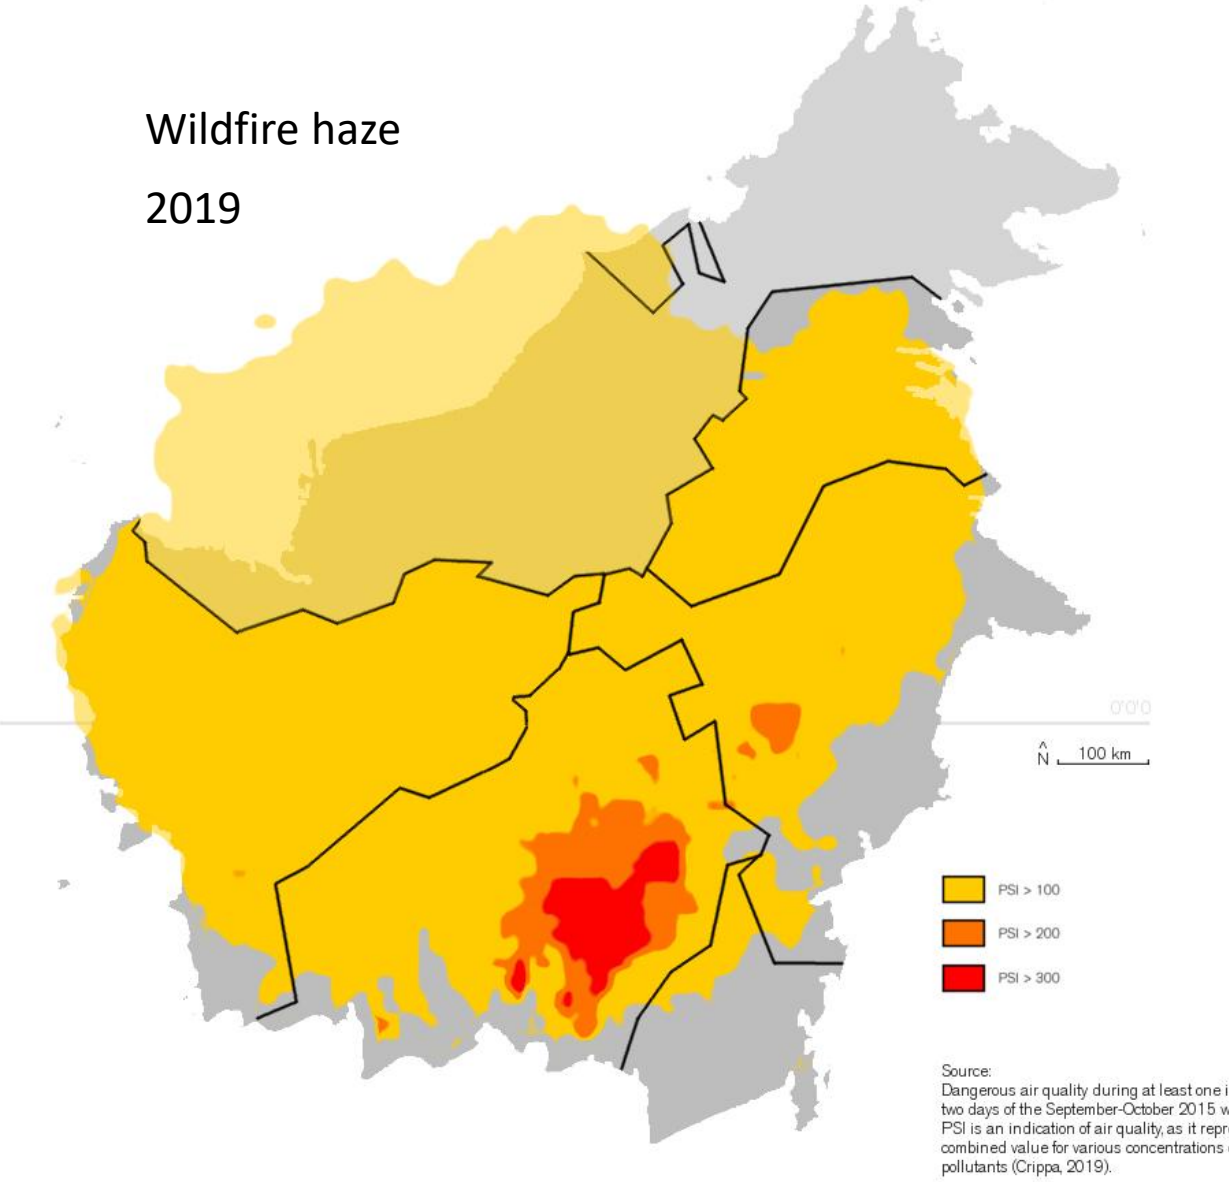 Wildfire haze
2019
0'0'0
N 100 km
PSI > 100
PSI > 200
PSI > 300
Source:
Dangerous air quality during at least one i
two days of the September-October 2015 w
PSI is an indication of air quality, as it repr
combined value for various concentrations
pollutants (Crippa, 2019).